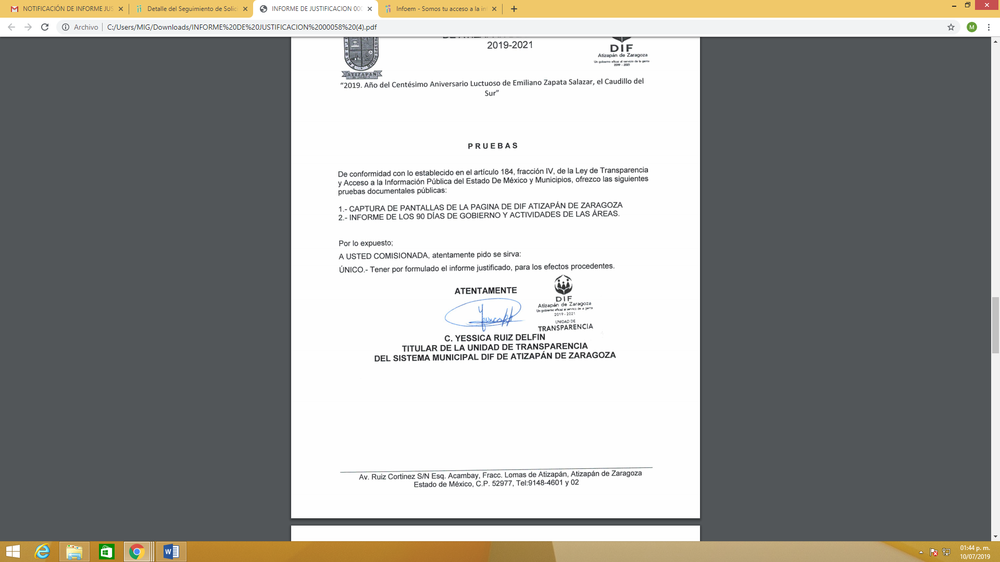 NOTIFICACIÓN DE INFORME JUS
Detalle del Seguimiento de Solici
INFORME DE JUSTIFICACION 000
Infoem - Somos tu acceso a la in
Archivo
C:/Users/MIG/Downloads/INFORME%20DE%20JUSTIFICACION%2000058%20(4).pdf
M
2019-2021
ATIZAPAN
DIF
Atizapán de Zaragoza
Un gobierno eficaz al servicio de la gente
2019 - 2021
“2019. Año del Centésimo Aniversario Luctuoso de Emiliano Zapata Salazar, el Caudillo del
Sur”
P R U E B A S
De conformidad con lo establecido en el artículo 184, fracción IV, de la Ley de Transparencia
y Acceso a la Información Pública del Estado De México y Municipios, ofrezco las siguientes
pruebas documentales públicas:
1.- CAPTURA DE PANTALLAS DE LA PAGINA DE DIF ATIZAPÁN DE ZARAGOZA
2.- INFORME DE LOS 90 DÍAS DE GOBIERNO Y ACTIVIDADES DE LAS ÁREAS.
Por lo expuesto;
A USTED COMISIONADA, atentamente pido se sirva:
ÚNICO.- Tener por formulado el informe justificado, para los efectos procedentes.
ATENTAMENTE
DIF
Atizapán de Zaragoza
Un gobierno eficaz al servicio de la gente
2019 - 2021
UNIDAD DE
TRANSPARENCIA
C. YESSICA RUIZ DELFIN
TITULAR DE LA UNIDAD DE TRANSPARENCIA
DEL SISTEMA MUNICIPAL DIF DE ATIZAPÁN DE ZARAGOZA
Av. Ruiz Cortinez S/N Esq. Acambay, Fracc. Lomas de Atizapán, Atizapán de Zaragoza
Estado de México, C.P. 52977, Tel:9148-4601 y 02
01:44 p. m.
10/07/2019